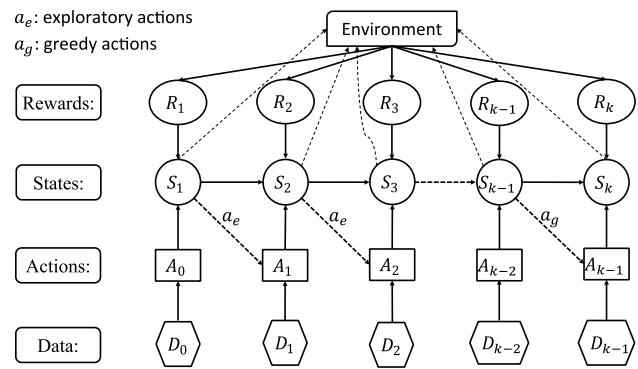 a_e: exploratory actions
a_g: greedy actions
Environment
Rewards: R_1 R_2 R_3 R_{k-1} R_k
States: S_1 S_2 S_3 S_{k-1} S_k
a_e a_e a_g
Actions: A_0 A_1 A_2 A_{k-2} A_{k-1}
Data: D_0 D_1 D_2 D_{k-2} D_{k-1}